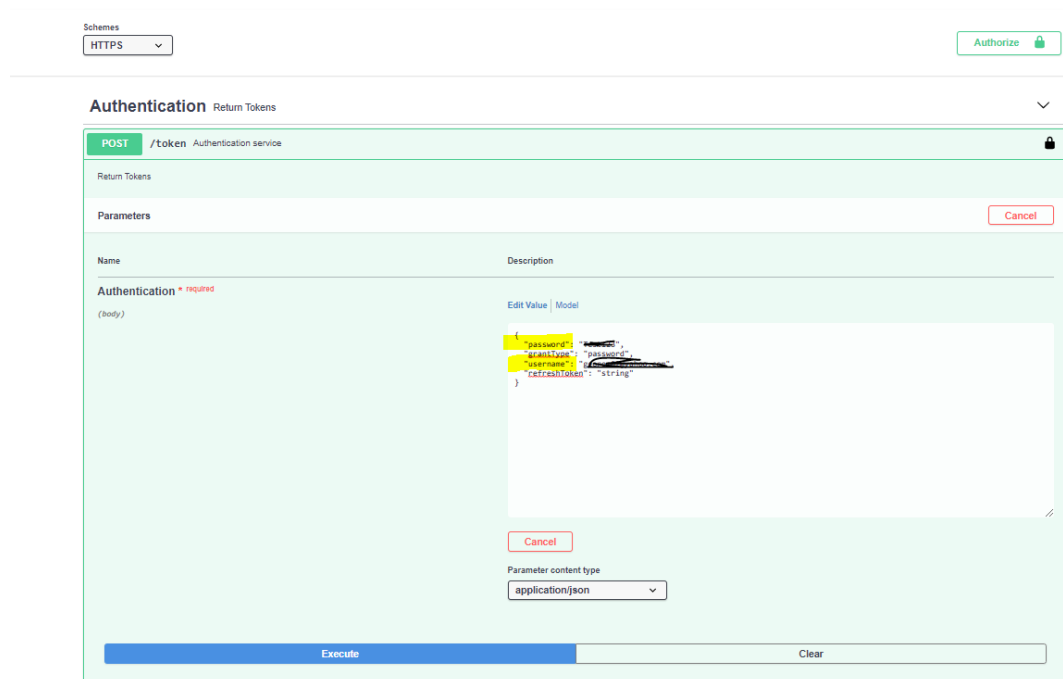 Schemes
HTTPS
Authorize
Authentication Return Tokens
POST /token Authentication service
Return Tokens
Parameters
Cancel
Name Description
Authentication * required
(body)
Edit Value Model
{
"password": "
",
"grantType": "password",
"username": "
",
"refreshToken": "string"
}
Cancel
Parameter content type
application/json
Execute Clear